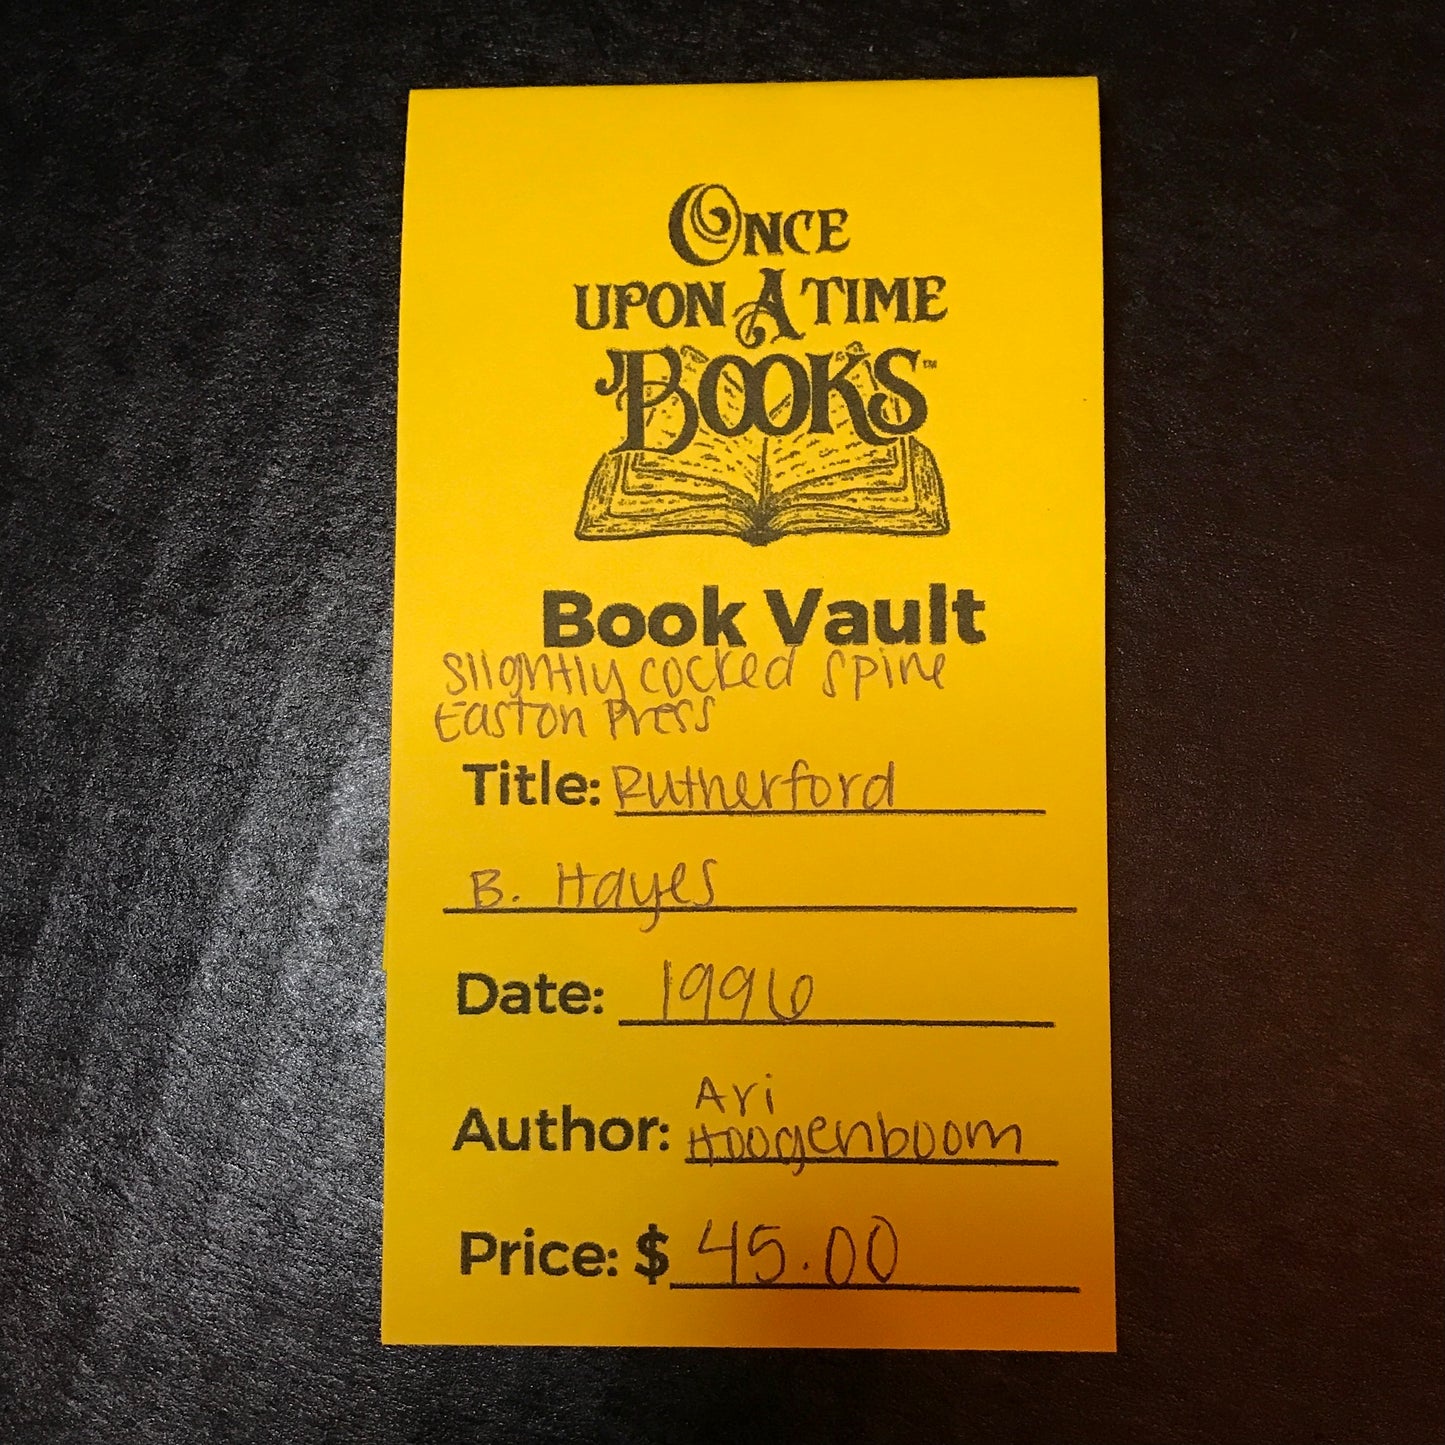 ONCE
UPON A TIME
BOOKS™
Book Vault
Slightly cocked spine
Easton Press
Title: Rutherford
B. Hayes
Date: 1996
Author: Ari
Hoogenboom
Price: $ 45.00